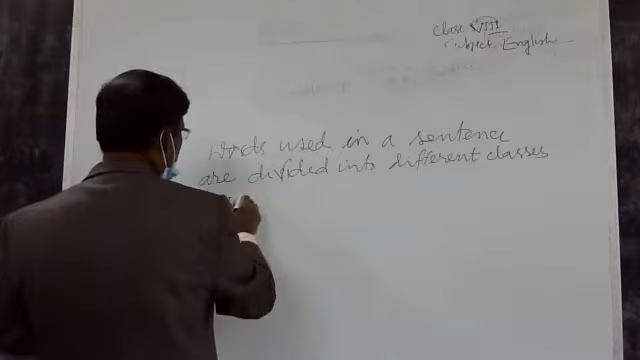 Class VIII
Subject, English
Words used in a sentence
are divided into different classes